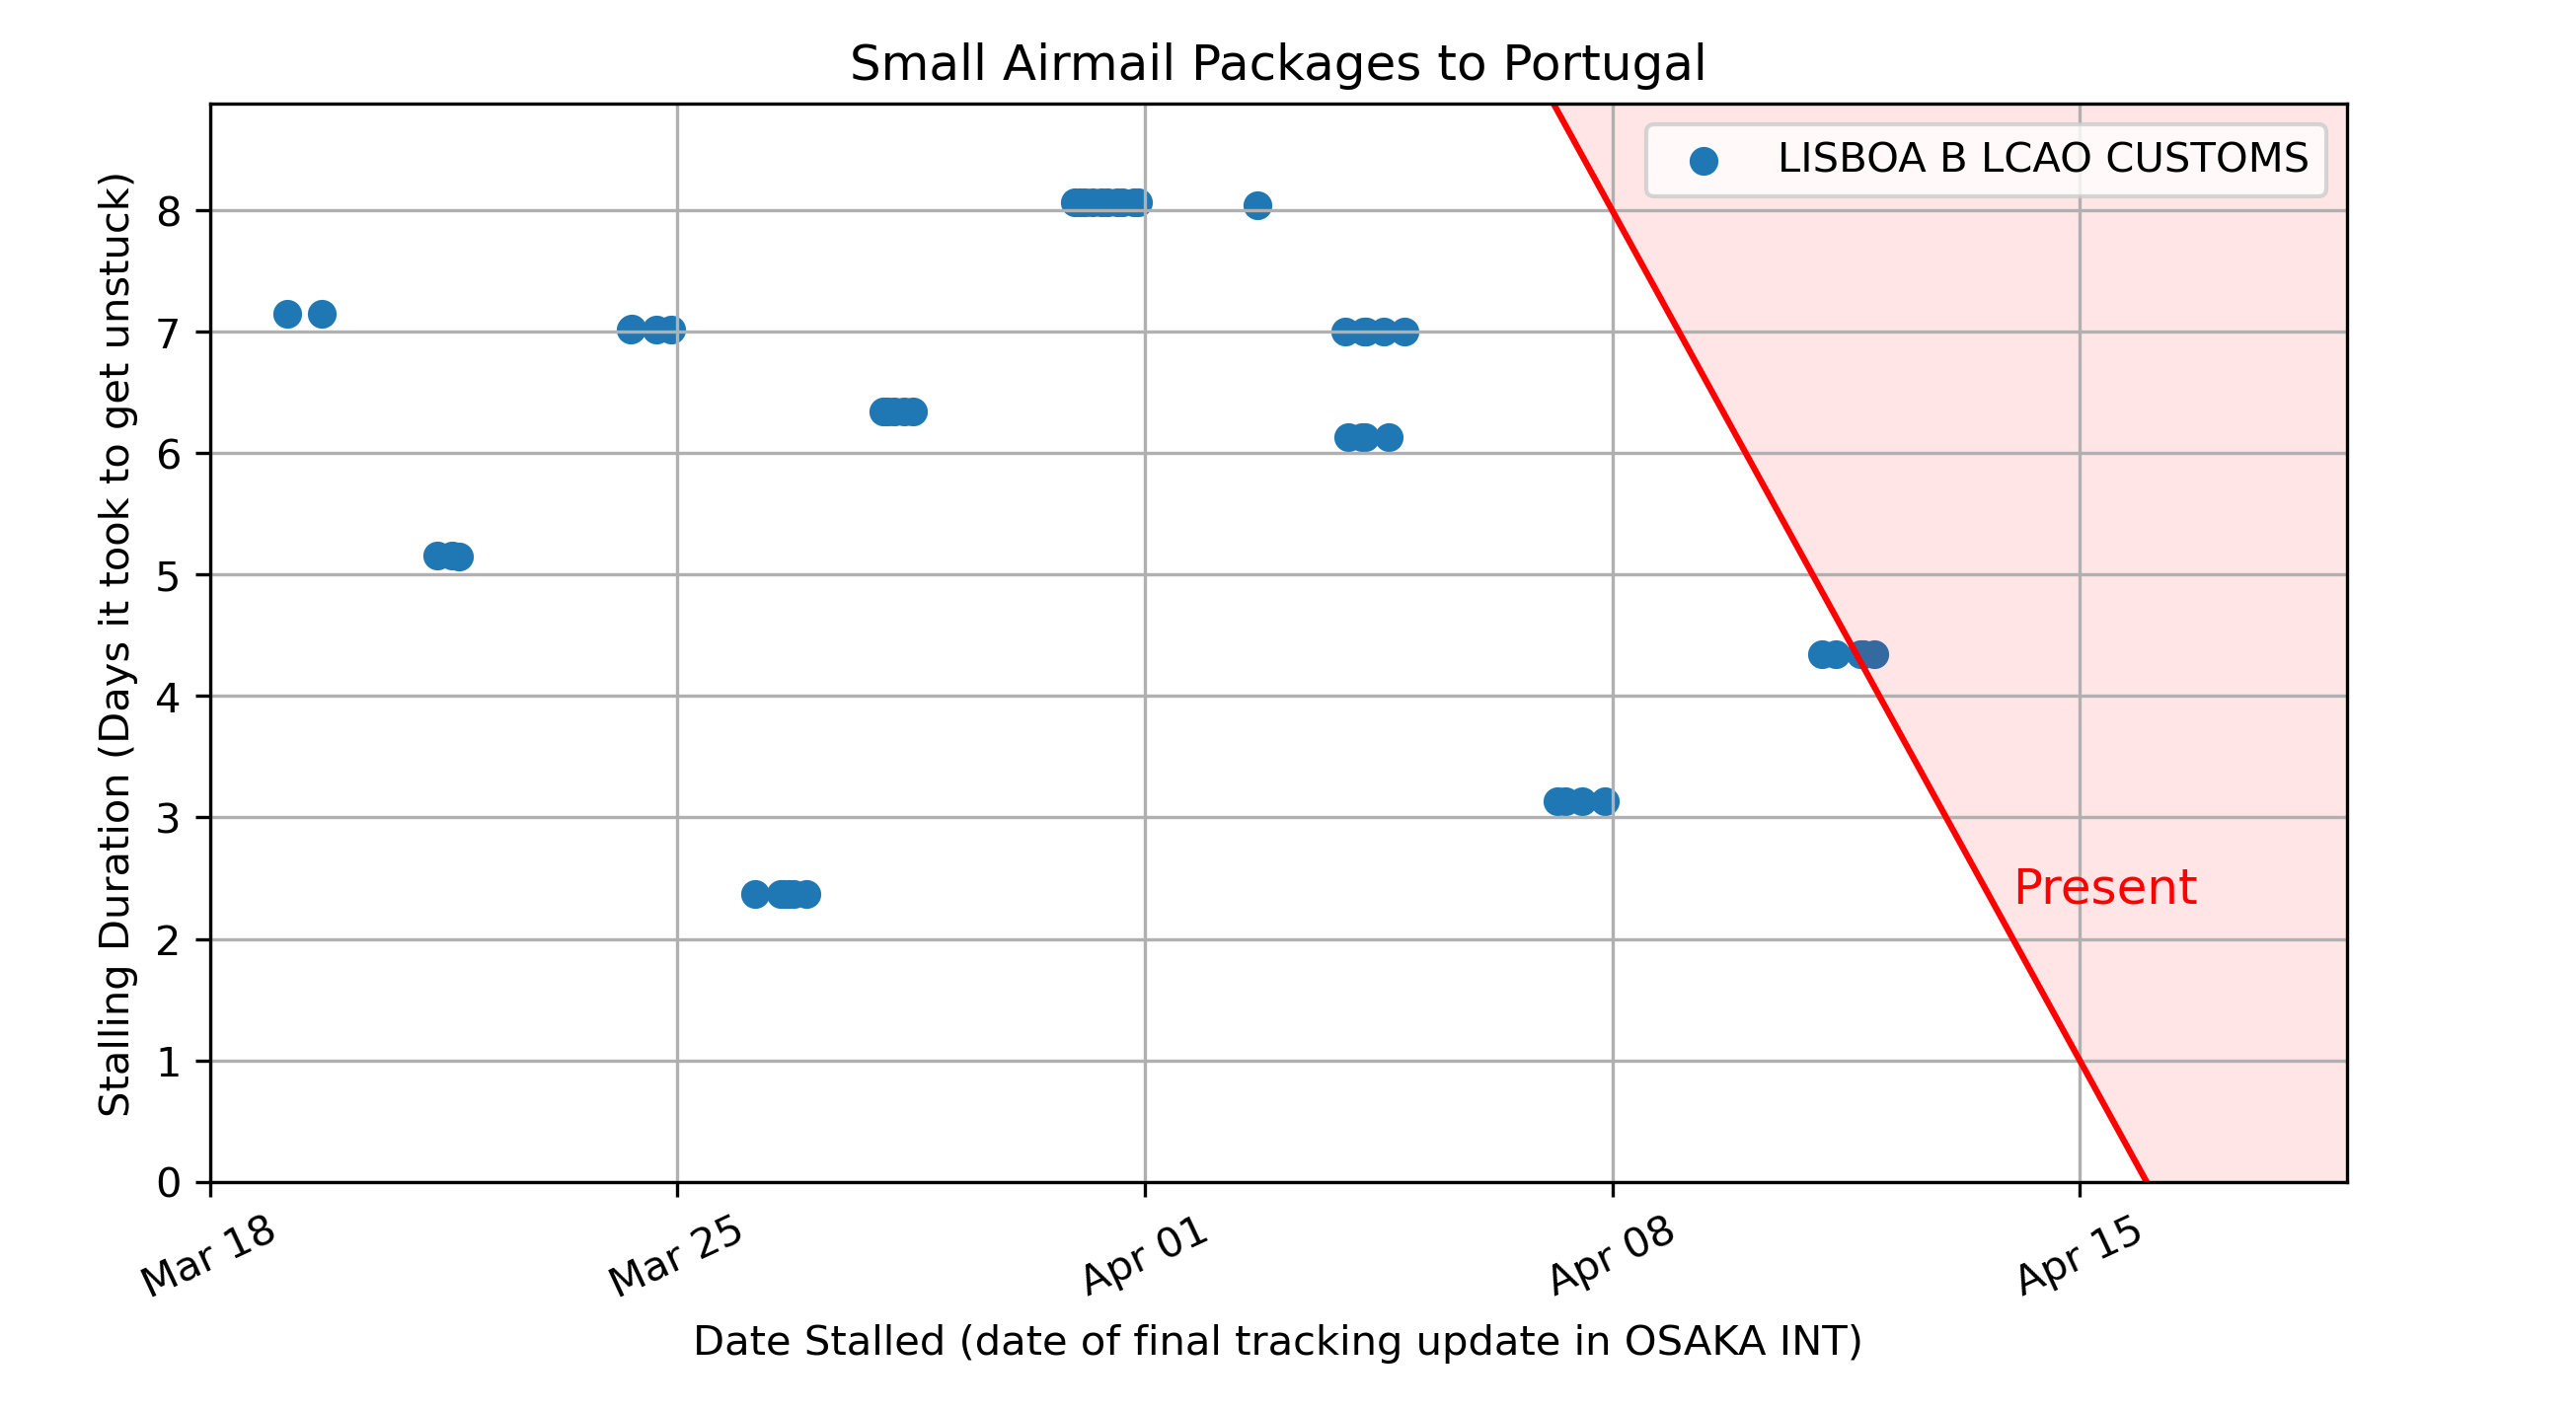 Small Airmail Packages to Portugal
LISBOA B LCAO CUSTOMS
Stalling Duration (Days it took to get unstuck)
8
7
6
5
4
3
2
1
0
Present
Mar 18
Mar 25
Apr 01
Apr 08
Apr 15
Date Stalled (date of final tracking update in OSAKA INT)